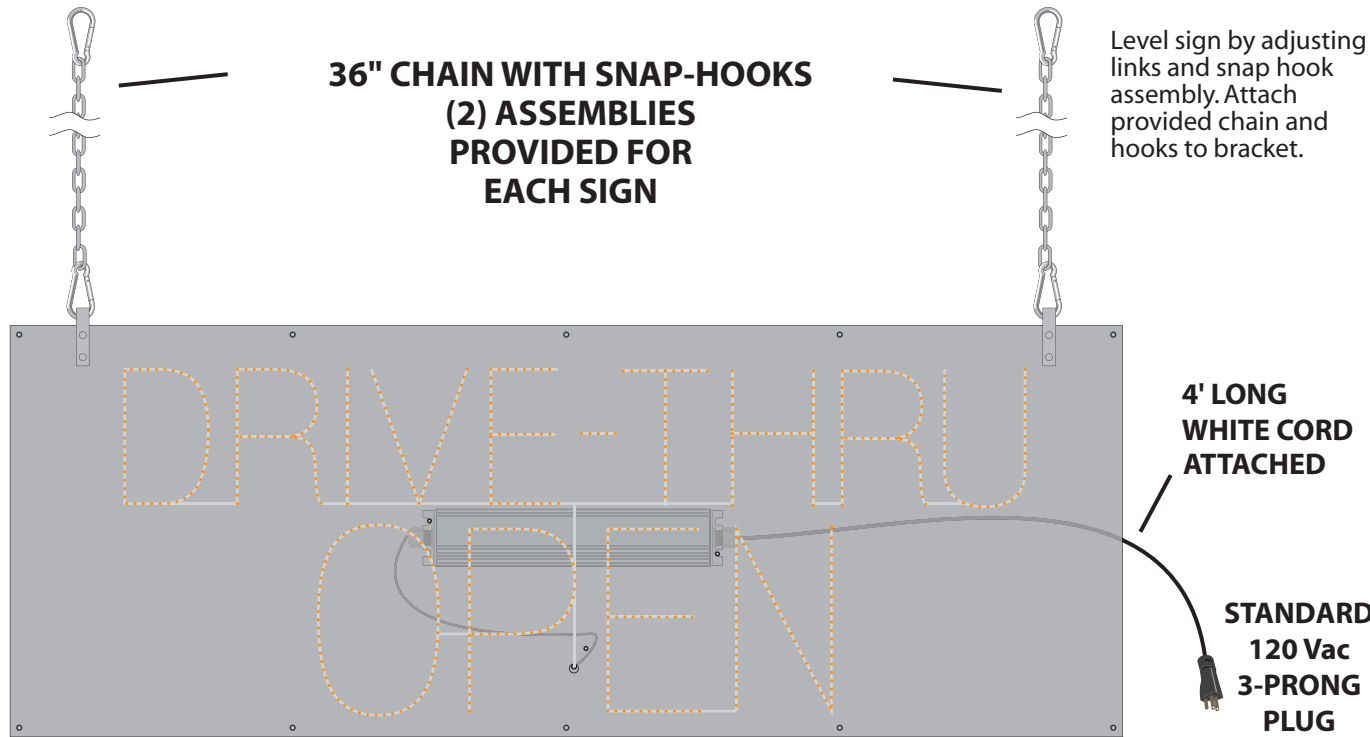 36" CHAIN WITH SNAP-HOOKS
(2) ASSEMBLIES
PROVIDED FOR
EACH SIGN
Level sign by adjusting
links and snap hook
assembly. Attach
provided chain and
hooks to bracket.
DRIVE-THRU
OPEN
4' LONG
WHITE CORD
ATTACHED
STANDARD
120 Vac
3-PRONG
PLUG